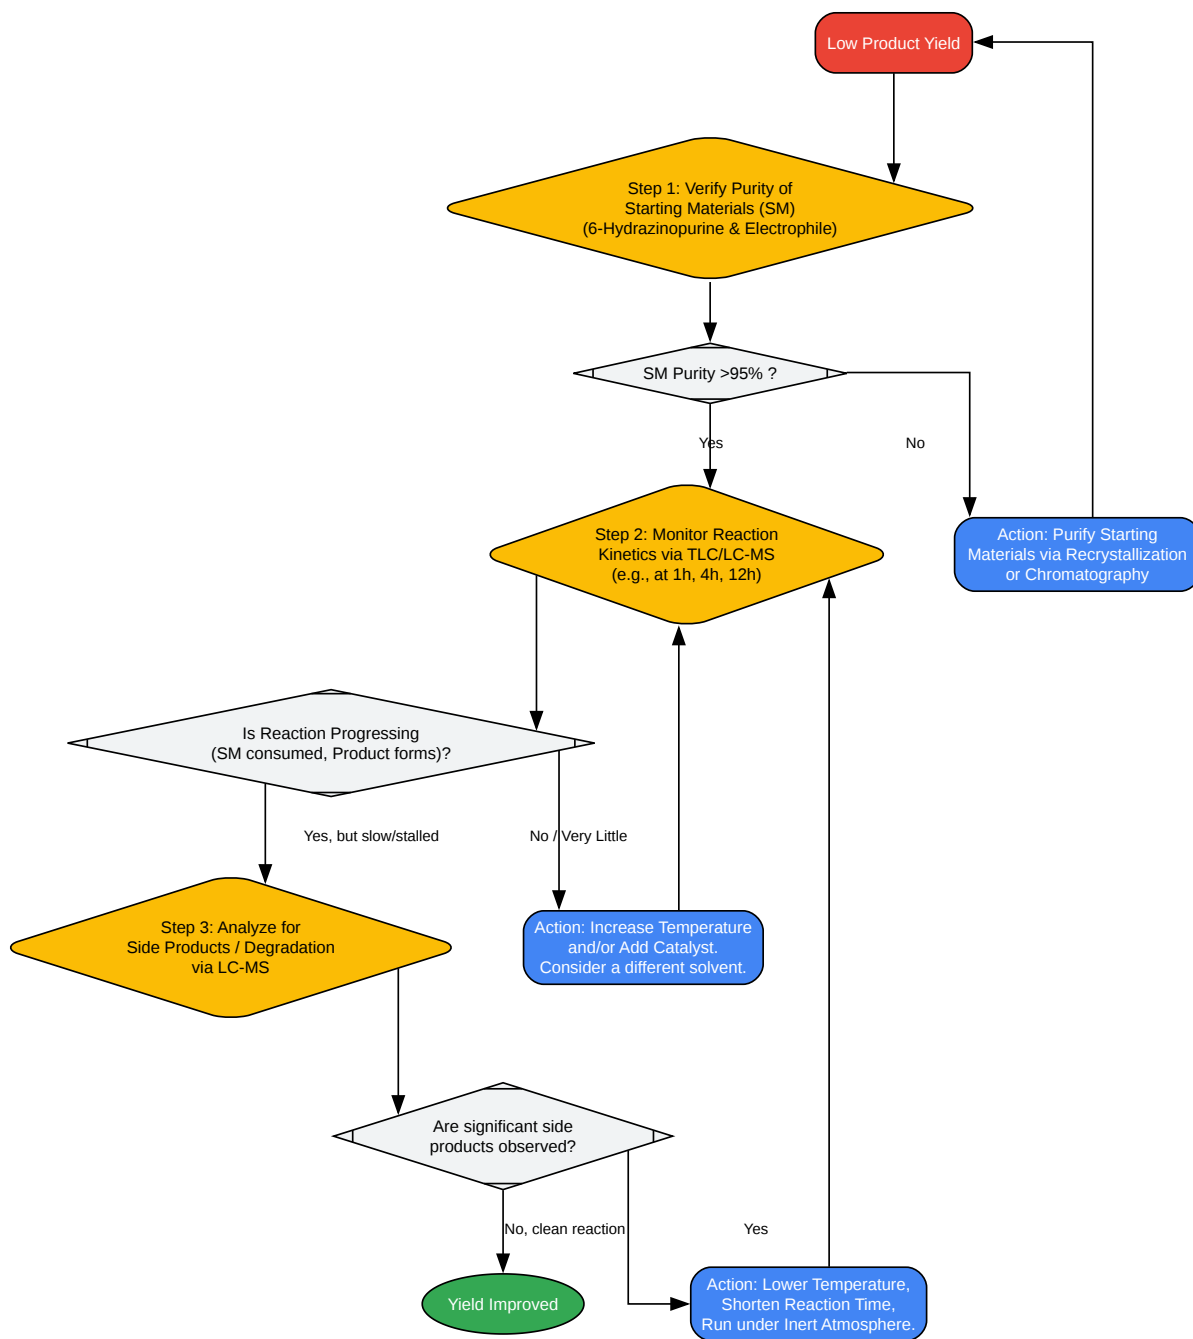 Low Product Yield
Step 1: Verify Purity of
Starting Materials (SM)
(6-Hydrazinopurine & Electrophile)
SM Purity >95% ?
Yes
No
Step 2: Monitor Reaction
Kinetics via TLC/LC-MS
(e.g., at 1h, 4h, 12h)
Action: Purify Starting
Materials via Recrystallization
or Chromatography
Is Reaction Progressing
(SM consumed, Product forms)?
Yes, but slow/stalled
No / Very Little
Step 3: Analyze for
Side Products / Degradation
via LC-MS
Action: Increase Temperature
and/or Add Catalyst.
Consider a different solvent.
Are significant side
products observed?
No, clean reaction
Yes
Yield Improved
Action: Lower Temperature,
Shorten Reaction Time,
Run under Inert Atmosphere.